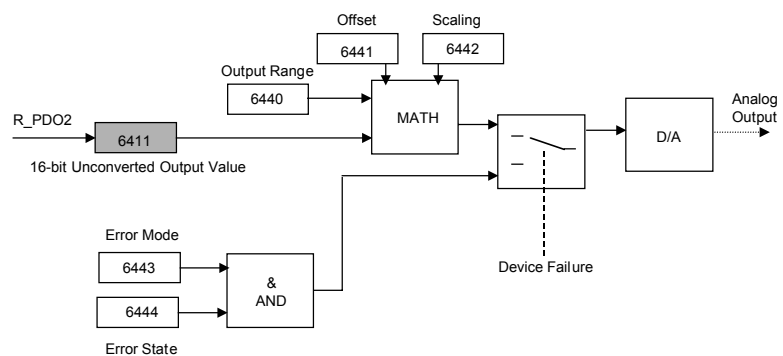 Offset
Scaling
6441
6442
Output Range
6440
MATH
R_PDO2
6411
16-bit Unconverted Output Value
D/A
Analog
Output
Error Mode
6443
&
AND
6444
Error State
Device Failure